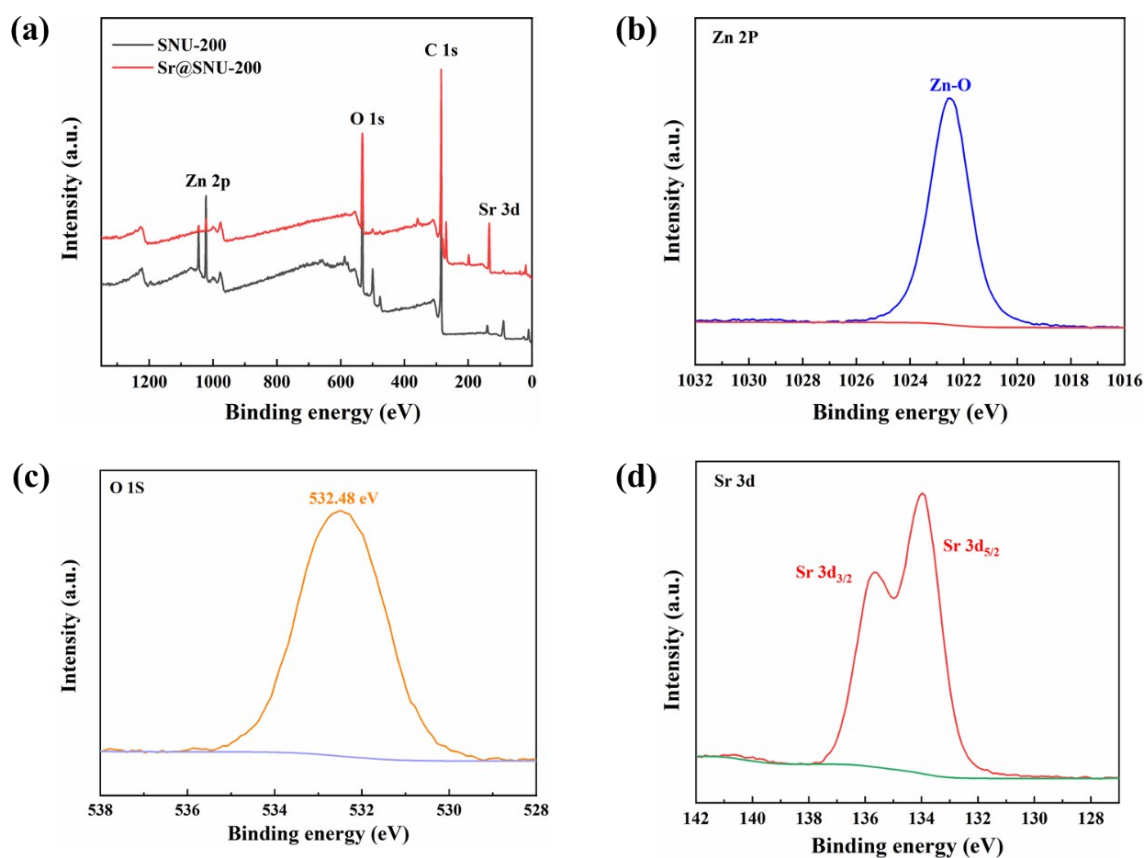 (a)
SNU-200
Sr@SNU-200
C 1s
O 1s
Zn 2p
Sr 3d
Intensity (a.u.)
1200 1000 800 600 400 200 0
Binding energy (eV)
(b)
Zn 2P
Zn-O
Intensity (a.u.)
1032 1030 1028 1026 1024 1022 1020 1018 1016
Binding energy (eV)
(c)
O 1S
532.48 eV
Intensity (a.u.)
538 536 534 532 530 528
Binding energy (eV)
(d)
Sr 3d
Sr 3d5/2
Sr 3d3/2
Intensity (a.u.)
142 140 138 136 134 132 130 128
Binding energy (eV)